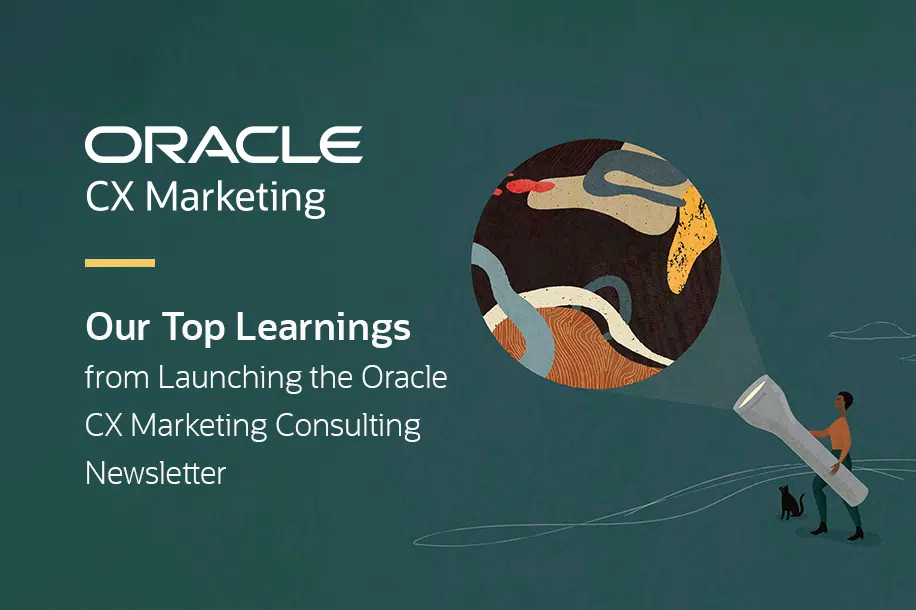 ORACLE
CX Marketing
Our Top Learnings
from Launching the Oracle
CX Marketing Consulting
Newsletter